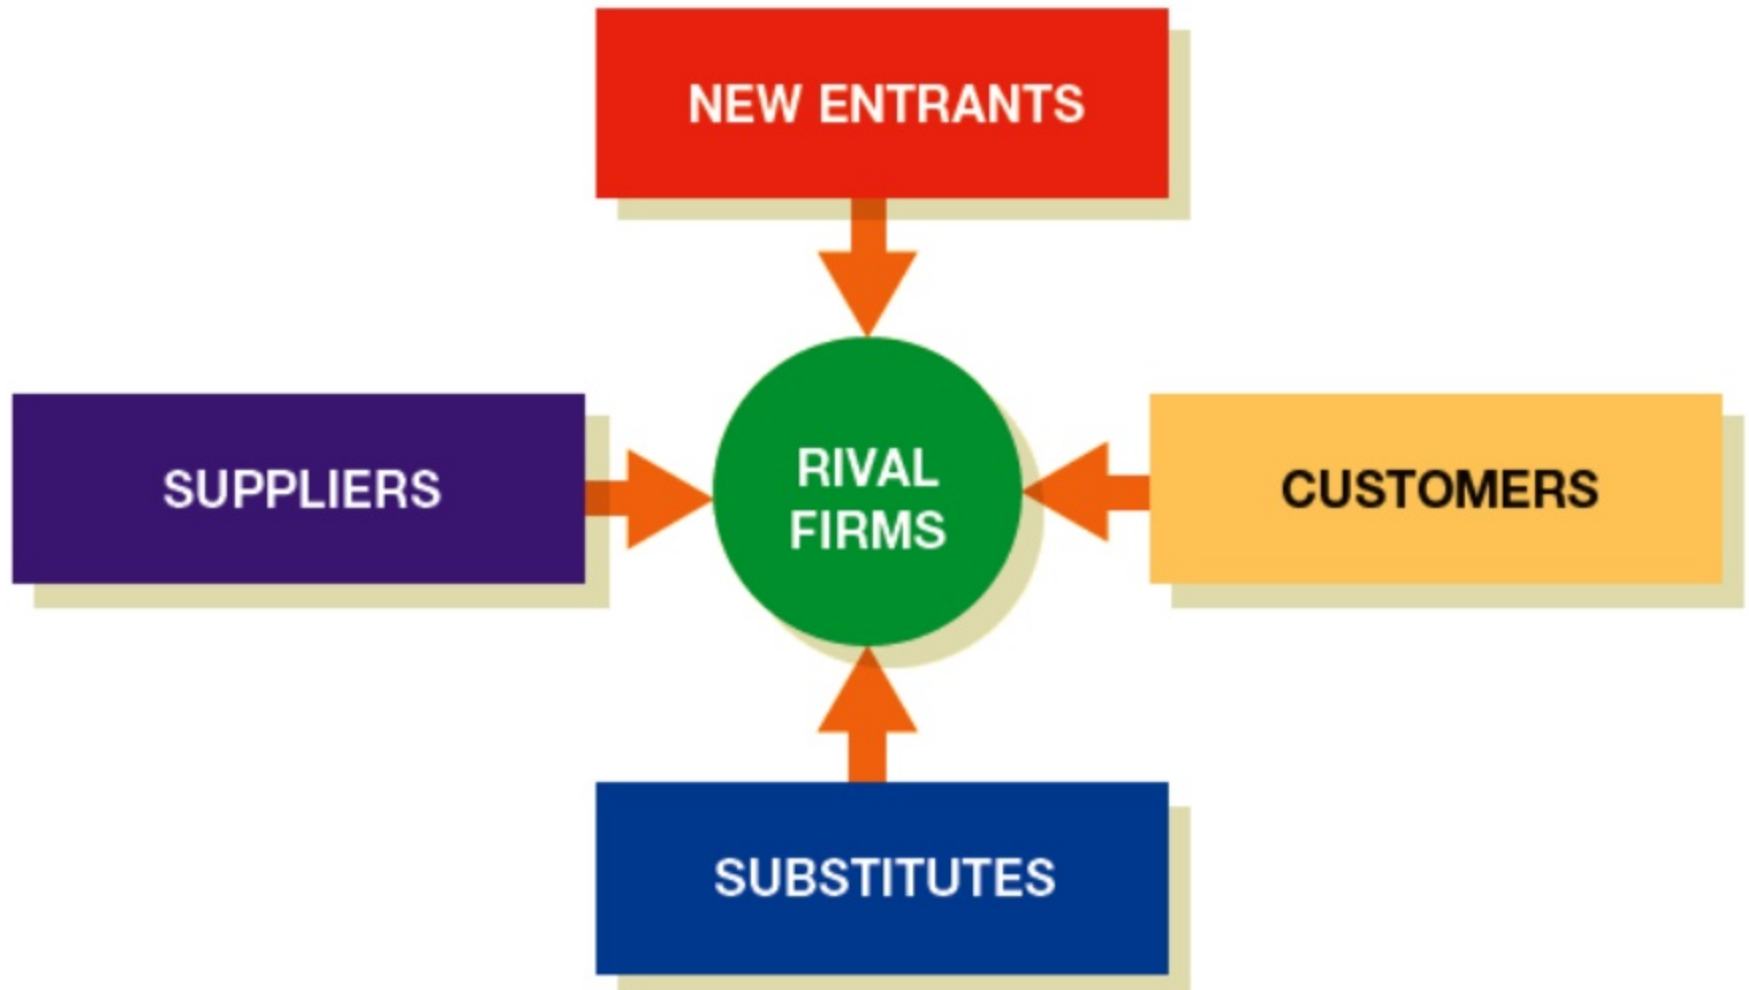 NEW ENTRANTS
SUPPLIERS
RIVAL
FIRMS
CUSTOMERS
SUBSTITUTES